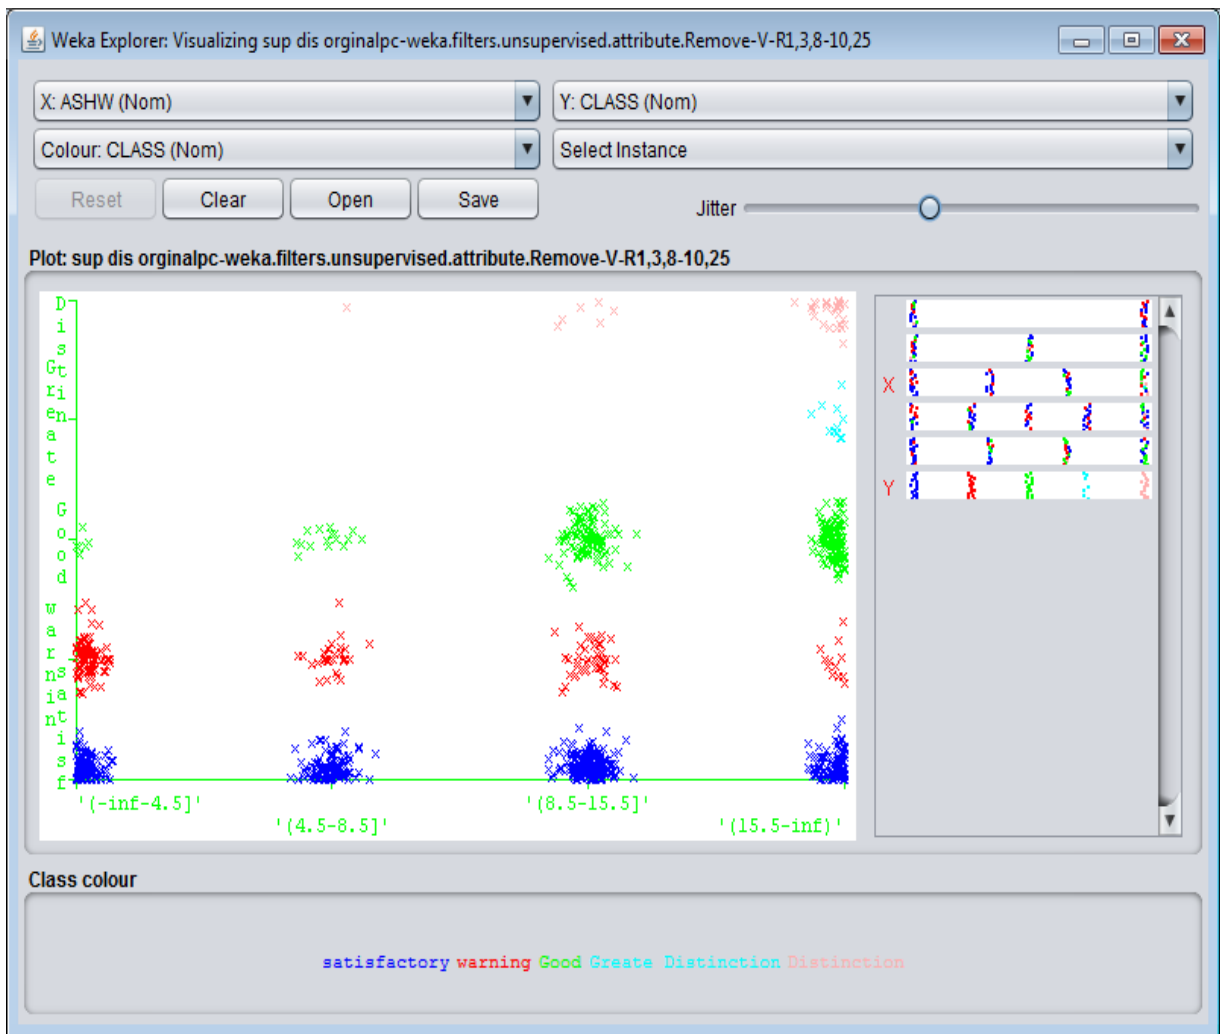 Weka Explorer: Visualizing sup dis orginalpc-weka.filters.unsupervised.attribute.Remove-V-R1,3,8-10,25
X: ASHW (Nom)
Y: CLASS (Nom)
Colour: CLASS (Nom)
Select Instance
Reset
Clear
Open
Save
Jitter
Plot: sup dis orginalpc-weka.filters.unsupervised.attribute.Remove-V-R1,3,8-10,25
Good
X
Y
'(-inf-4.5]'
'(4.5-8.5]'
'(8.5-15.5]'
'(15.5-inf)'
Class colour
satisfactory warning Good Greate Distinction Distinction